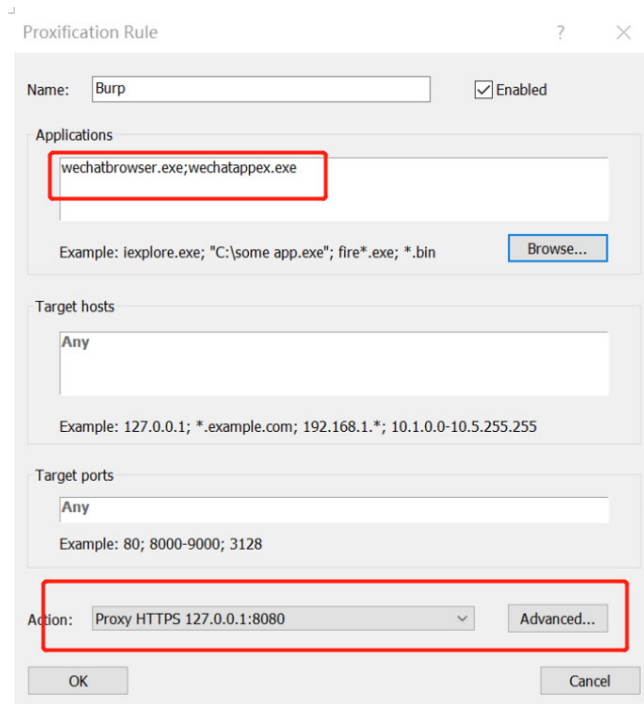 Proxification Rule
Name: Burp Enabled
Applications
wechatbrowser.exe;wechatappex.exe
Example: iexplore.exe; "C:\some app.exe"; fire*.exe; *.bin Browse...
Target hosts
Any
Example: 127.0.0.1; *.example.com; 192.168.1.*; 10.1.0.0-10.5.255.255
Target ports
Any
Example: 80; 8000-9000; 3128
Action: Proxy HTTPS 127.0.0.1:8080 Advanced...
OK Cancel